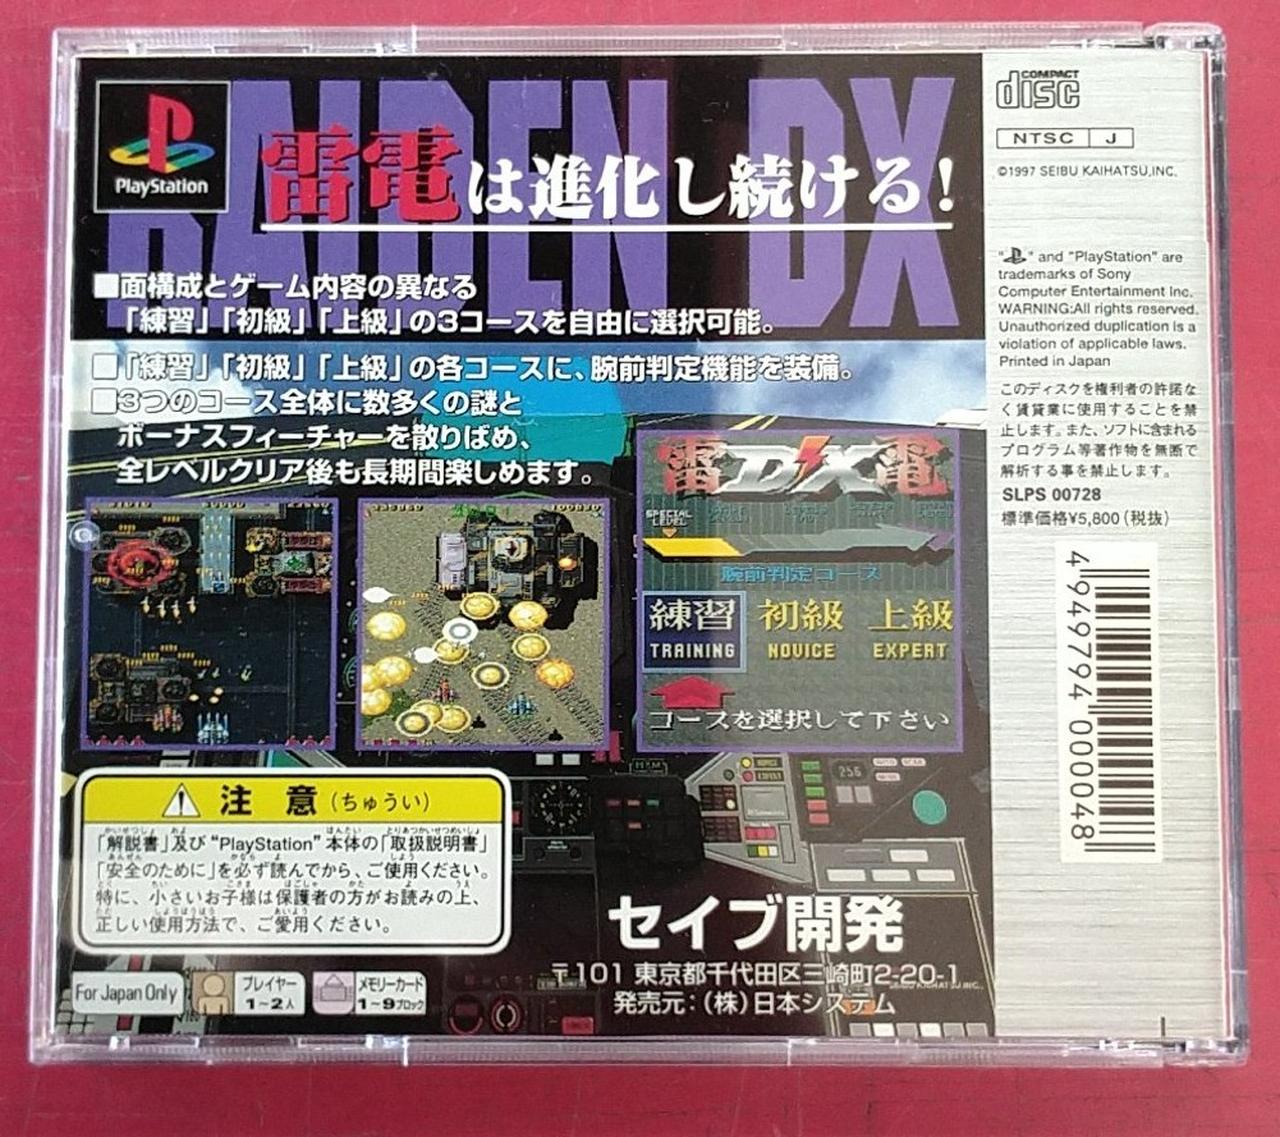 RAIDEN DX
PlayStation
雷電は進化し続ける!
■面構成とゲーム内容の異なる
「練習」「初級」「上級」の3コースを自由に選択可能。
■「練習」「初級」「上級」の各コースに、腕前判定機能を装備。
■3つのコース全体に数多くの謎と
ボーナスフィーチャーを散りばめ、
全レベルクリア後も長期間楽しめます。
雷DX電
SPECIAL
LEVEL
腕前判定コース
練習 初級 上級
TRAINING NOVICE EXPERT
コースを選択して下さい
注 意 (ちゅうい)
「解説書」及び“PlayStation”本体の「取扱説明書」
「安全のために」を必ず読んでから、ご使用ください。
特に、小さいお子様は保護者の方がお読みの上、
正しい使用方法で、ご愛用ください。
For Japan Only
プレイヤー
1~2人
メモリーカード
1~9ブロック
セイブ開発
〒101 東京都千代田区三崎町2-20-1
発売元:(株)日本システム
COMPACT
disc
NTSC J
©1997 SEIBU KAIHATSU,INC.
" " and "PlayStation" are
trademarks of Sony
Computer Entertainment Inc.
WARNING:All rights reserved.
Unauthorized duplication is a
violation of applicable laws.
Printed in Japan
このディスクを権利者の許諾な
く賃貸業に使用することを禁
止します。また、ソフトに含まれる
プログラム等著作物を無断で
解析する事を禁止します。
SLPS 00728
標準価格¥5,800(税抜)
4 949794 000048